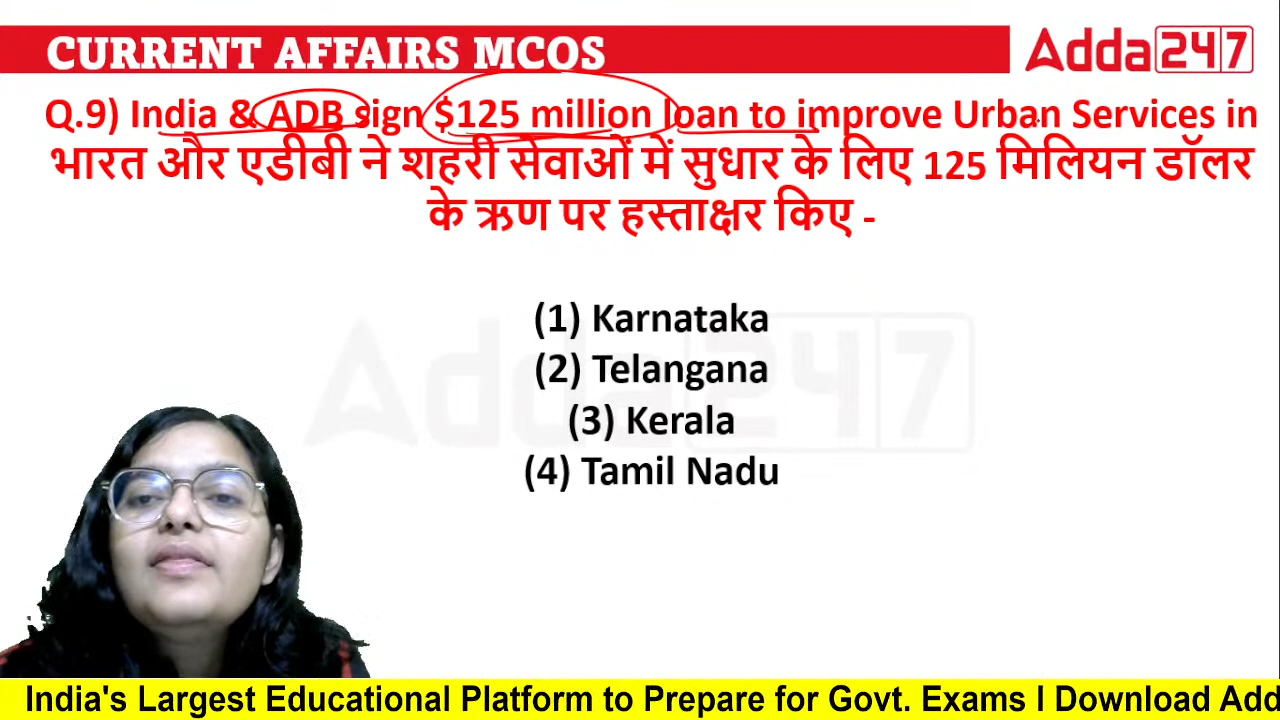 CURRENT AFFAIRS MCQS
Adda247
Q.9) India & ADB sign $125 million loan to improve Urban Services in
भारत और एडीबी ने शहरी सेवाओं में सुधार के लिए 125 मिलियन डॉलर
के ऋण पर हस्ताक्षर किए -
(1) Karnataka
(2) Telangana
(3) Kerala
(4) Tamil Nadu
Adda247
India's Largest Educational Platform to Prepare for Govt. Exams I Download Add